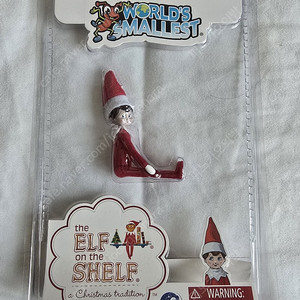 WORLD'S
SMALLEST
the
ELF
on the
SHELF
a Christmas tradition
WARNING: